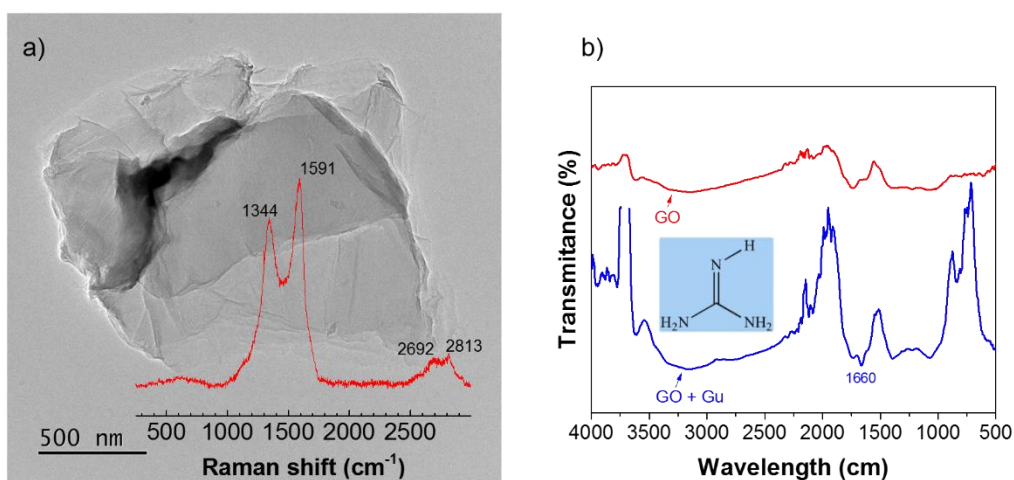 a)
1344
1591
2692
2813
500 nm
500
1000
1500
2000
2500
Raman shift (cm⁻¹)
b)
Transmitance (%)
GO
H
N
H₂N
NH₂
GO + Gu
1660
4000
3500
3000
2500
2000
1500
1000
500
Wavelength (cm)